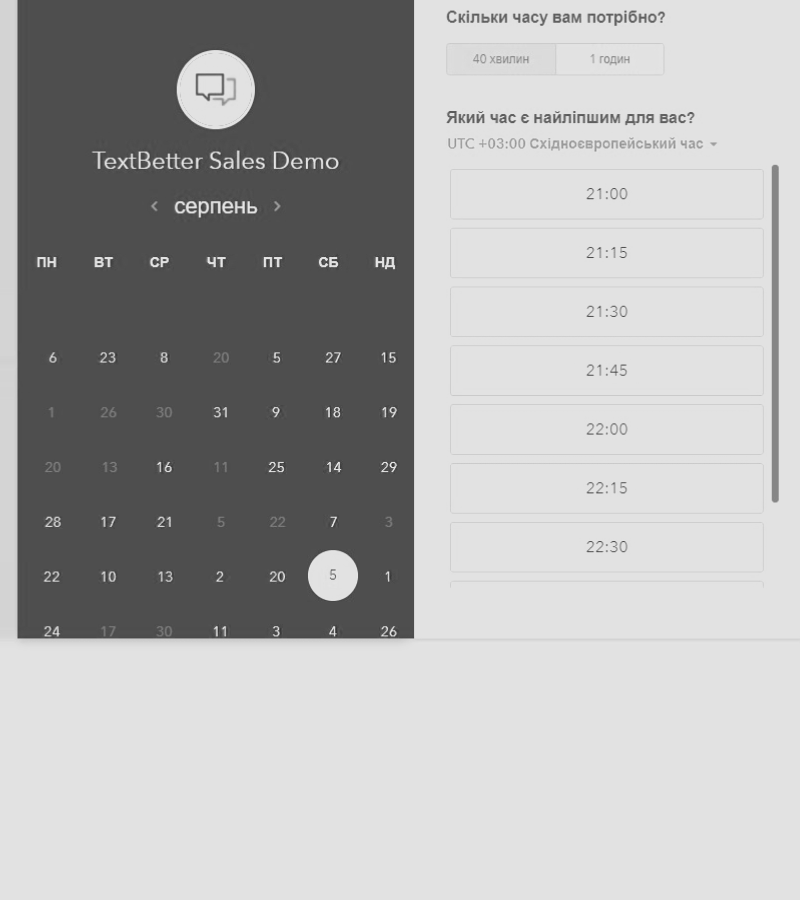 TextBetter Sales Demo
серпень
ПН ВТ СР ЧТ ПТ СБ НД
6 23 8 20 5 27 15
1 26 30 31 9 18 19
20 13 16 11 25 14 29
28 17 21 5 22 7 3
22 10 13 2 20 5 1
24 17 30 11 3 4 26
Скільки часу вам потрібно?
40 хвилин 1 годин
Який час є найліпшим для вас?
UTC +03:00 Східноєвропейський час
21:00
21:15
21:30
21:45
22:00
22:15
22:30